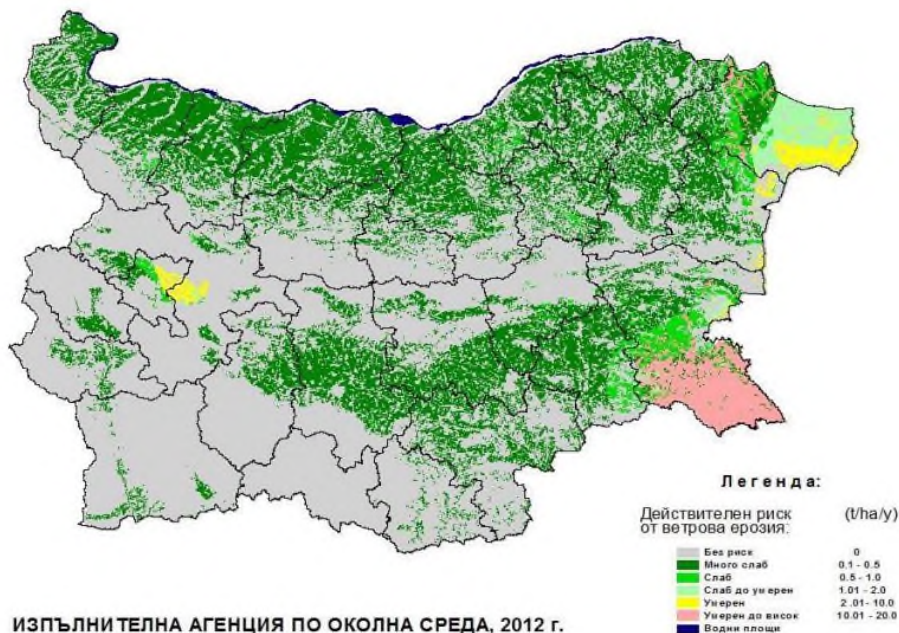 Легенда:
Действителен риск (t/ha/y)
от ветрова ерозия:
Без риск 0
Много слаб 0.1 - 0.5
Слаб 0.5 - 1.0
Слаб до умерен 1.01 - 2.0
Умерен 2.01- 10.0
Умерен до висок 10.01 - 20.0
Водни площи
ИЗПЪЛНИТЕЛНА АГЕНЦИЯ ПО ОКОЛНА СРЕДА, 2012 г.